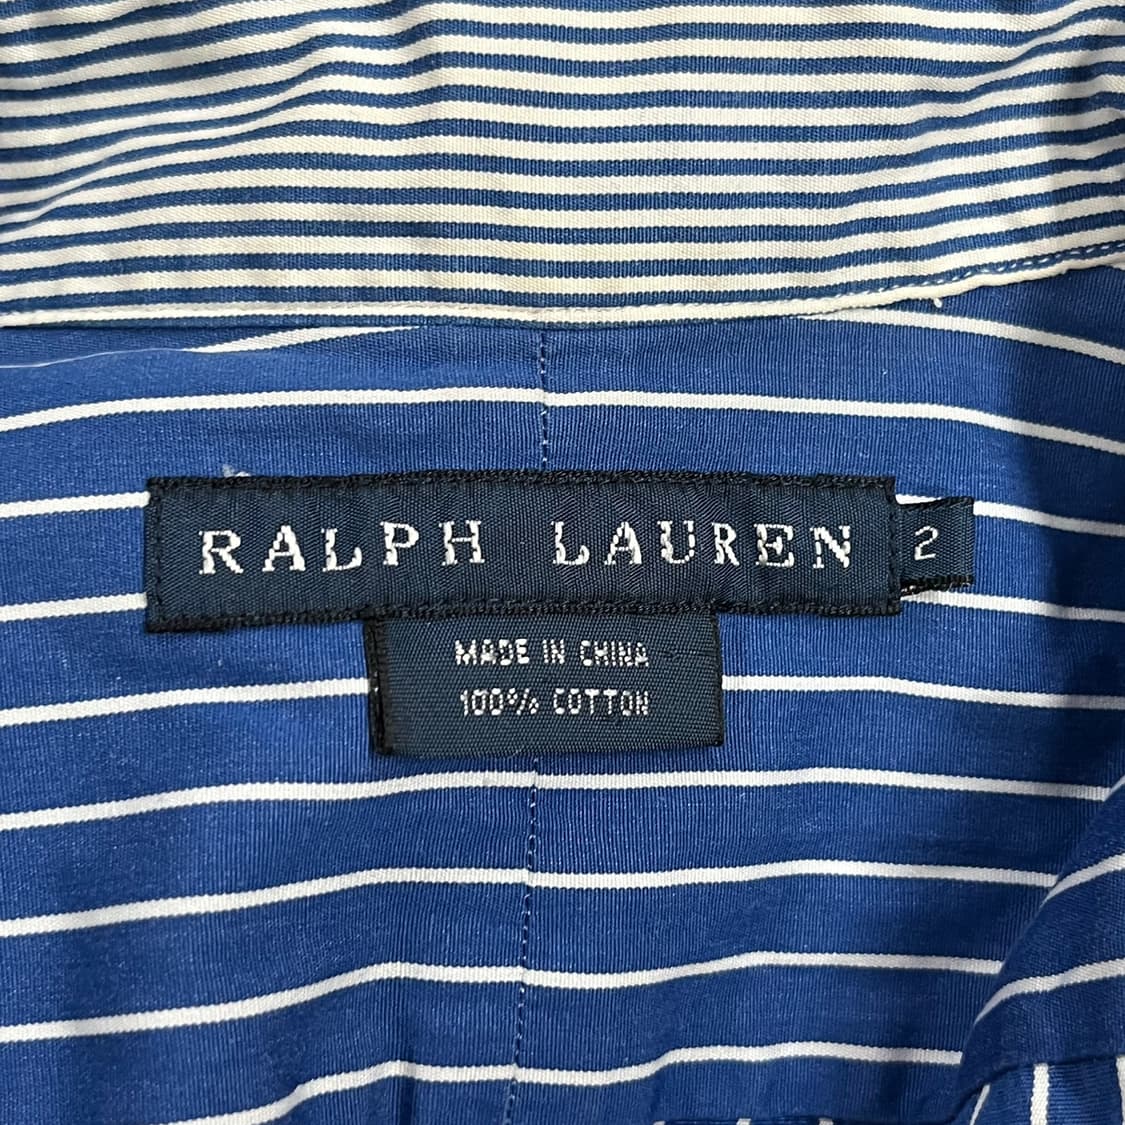 RALPH LAUREN 2
MADE IN CHINA
100% COTTON